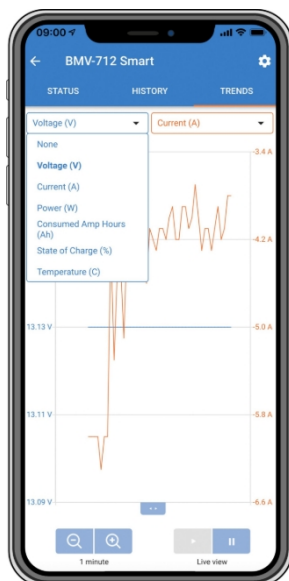 09:00
BMV-712 Smart
STATUS HISTORY TRENDS
Voltage (V) Current (A)
None
Voltage (V)
Current (A)
Power (W)
Consumed Amp Hours
(Ah)
State of Charge (%)
Temperature (C)
-3.4 A
-4.2 A
13.13 V -5.0 A
13.11 V -5.8 A
13.09 V -6.6 A
1 minute Live view